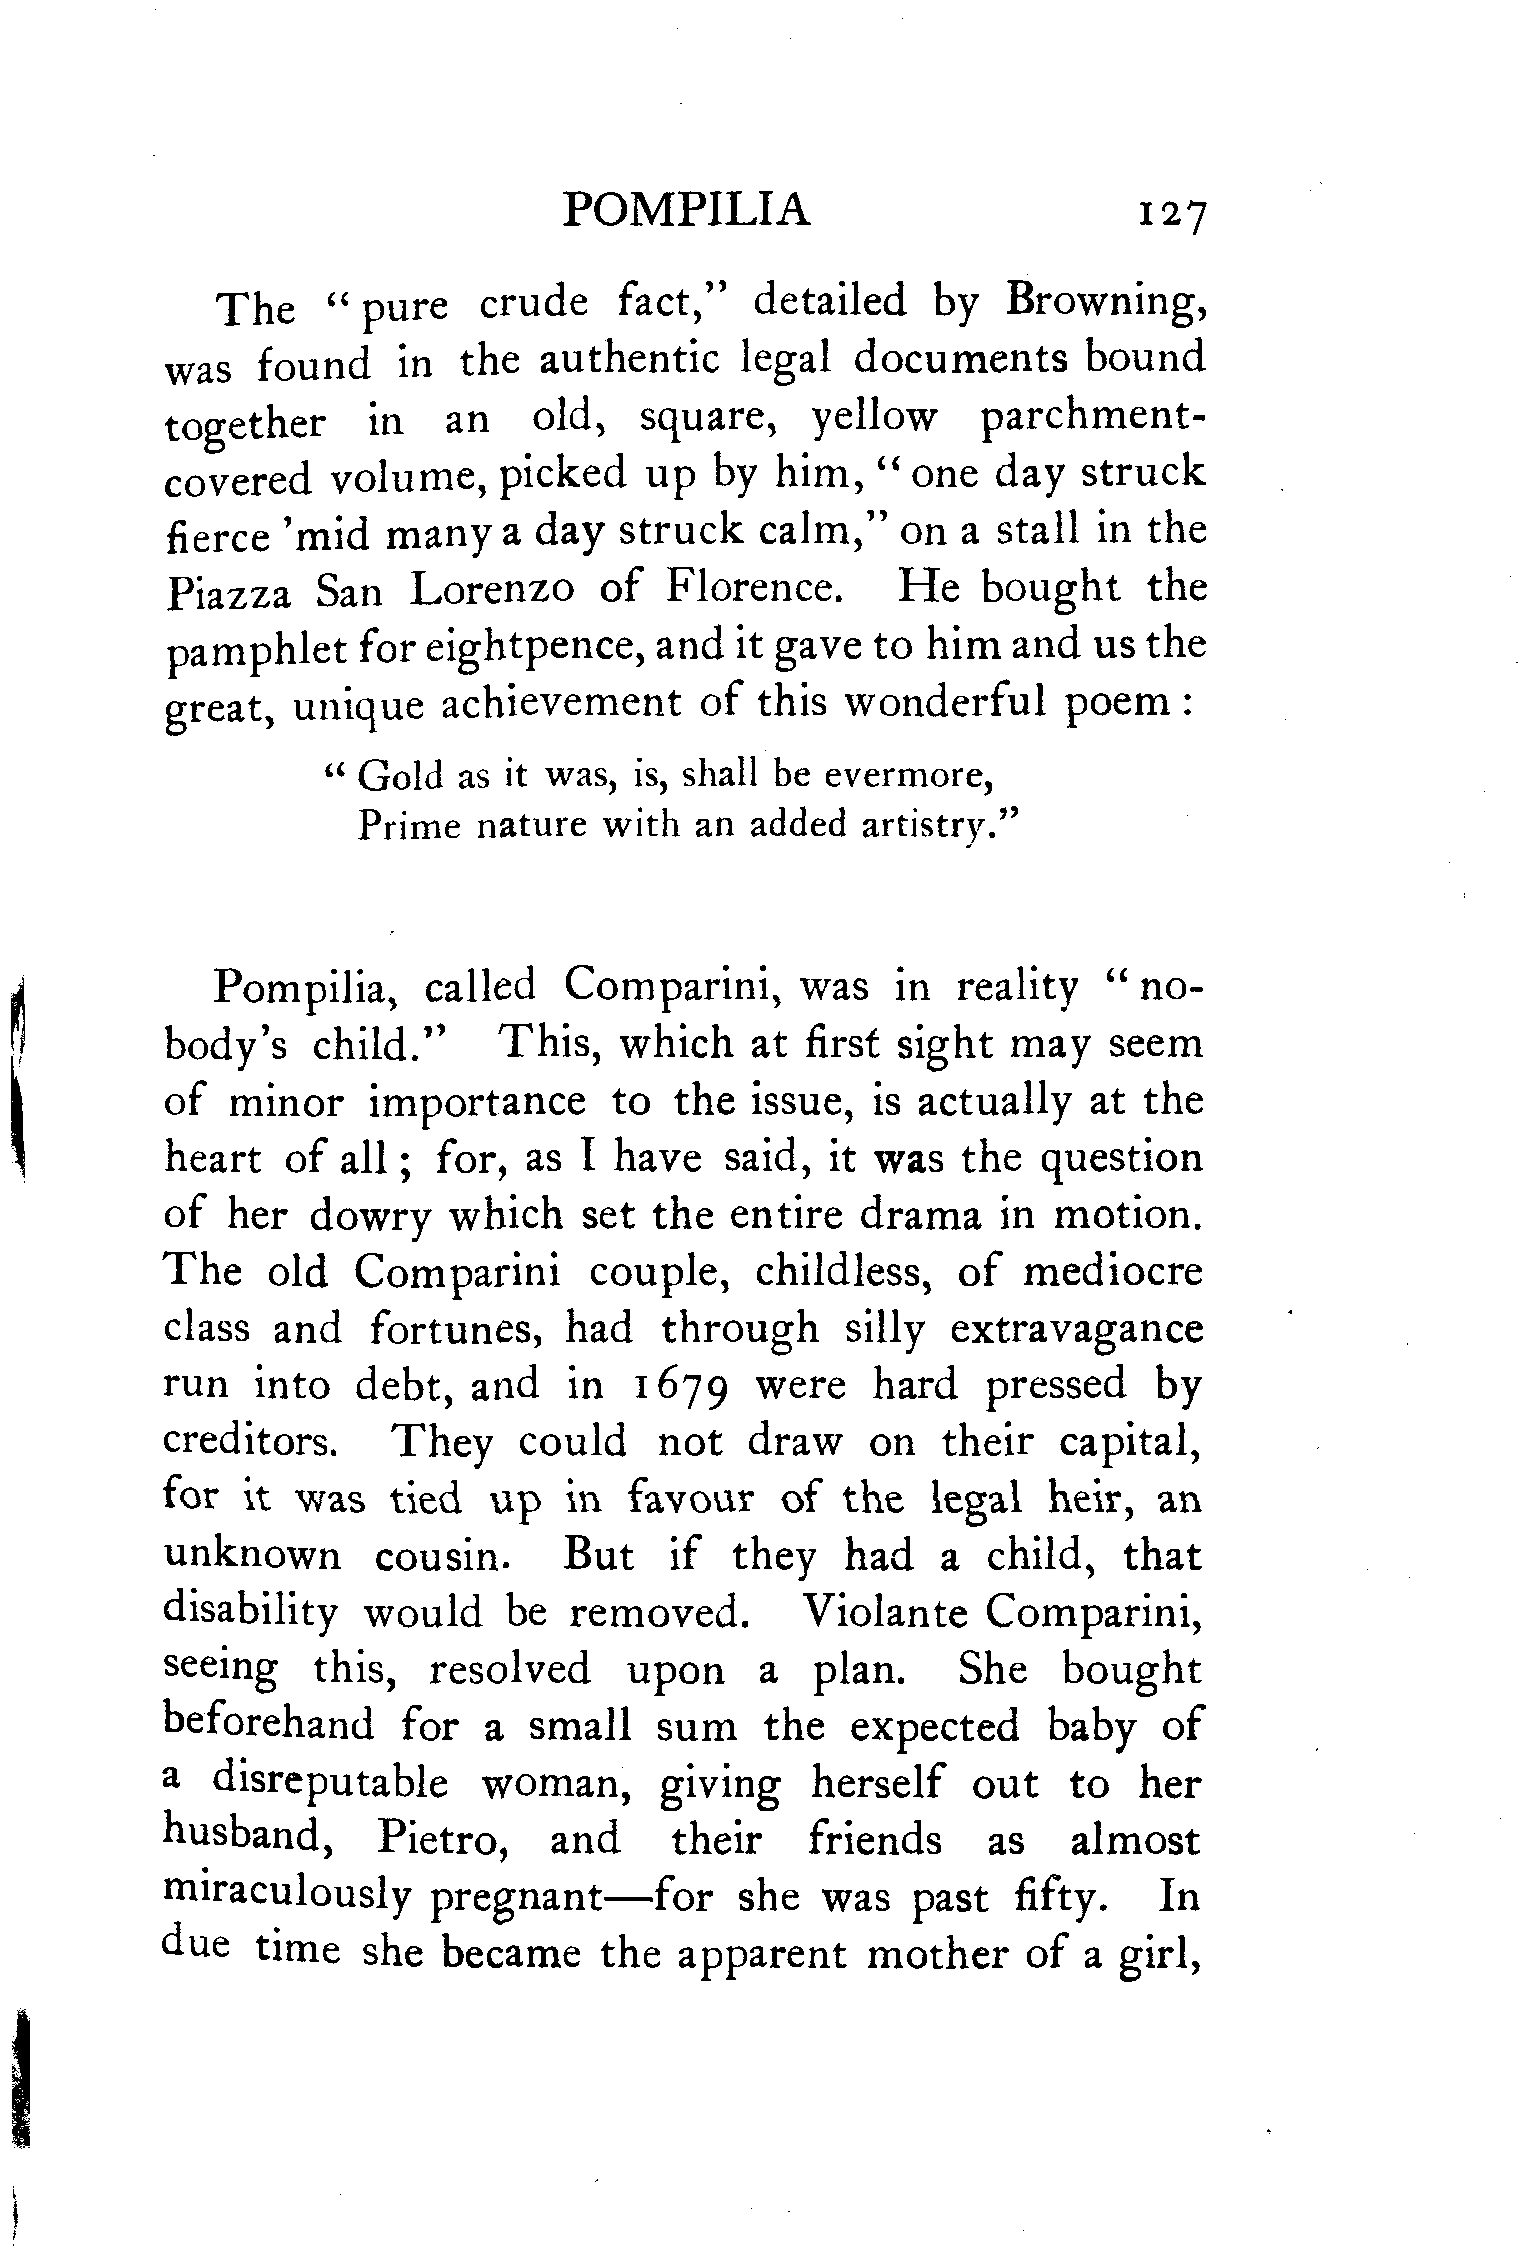 POMPILIA 127
The " pure crude fact," detailed by Browning,
was found in the authentic legal documents bound
together in an old, square, yellow parchment-
covered volume, picked up by him, " one day struck
fierce 'mid many a day struck calm," on a stall in the
Piazza San Lorenzo of Florence. He bought the
pamphlet for eightpence, and it gave to him and us the
great, unique achievement of this wonderful poem :
" Gold as it was, is, shall be evermore,
Prime nature with an added artistry."
Pompilia, called Comparini, was in reality " no-
body's child." This, which at first sight may seem
of minor importance to the issue, is actually at the
heart of all ; for, as I have said, it was the question
of her dowry which set the entire drama in motion.
The old Comparini couple, childless, of mediocre
class and fortunes, had through silly extravagance
run into debt, and in 1679 were hard pressed by
creditors. They could not draw on their capital,
for it was tied up in favour of the legal heir, an
unknown cousin. But if they had a child, that
disability would be removed. Violante Comparini,
seeing this, resolved upon a plan. She bought
beforehand for a small sum the expected baby of
a disreputable woman, giving herself out to her
husband, Pietro, and their friends as almost
miraculously pregnant—for she was past fifty. In
due time she became the apparent mother of a girl,